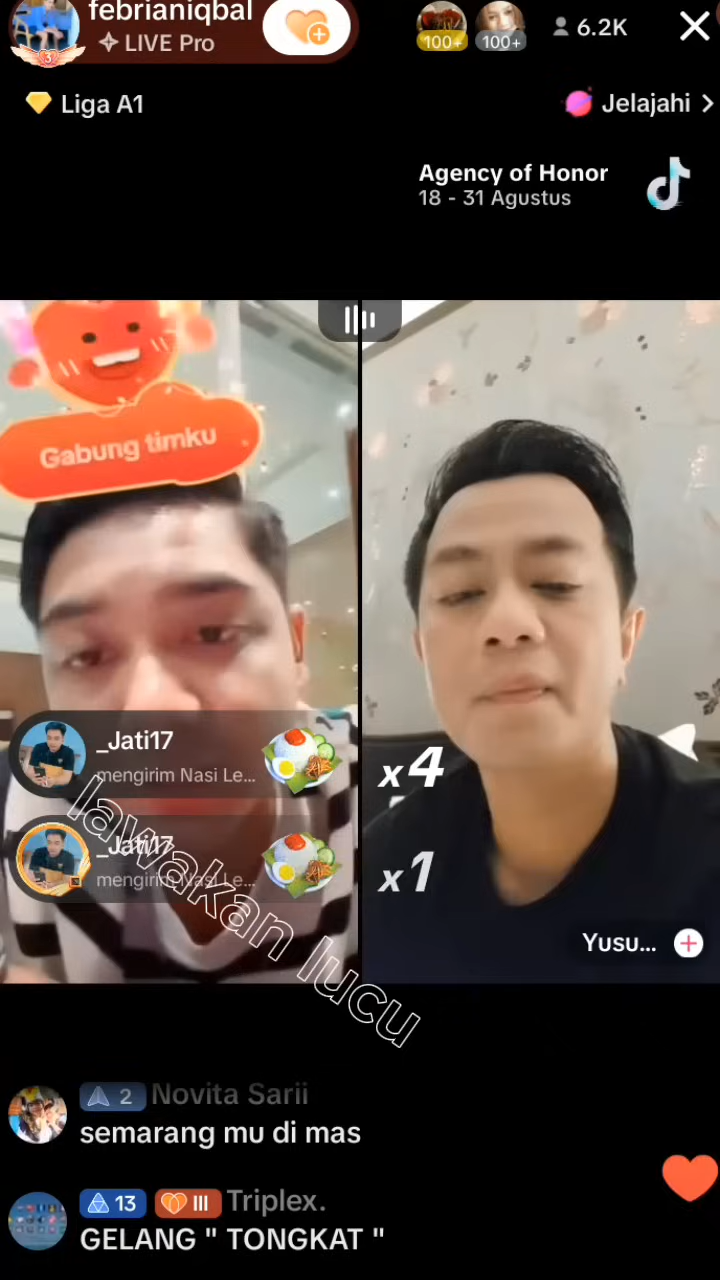 febrianiqbal
LIVE Pro
100+
100+
6.2K
Liga A1
Jelajahi
Agency of Honor
18 - 31 Agustus
Gabung timku
_Jati17
mengirim Nasi Le...
x4
_Jati17
mengirim Nasi Le...
x1
lawakan lucu
Yusu...
2 Novita Sarii
semarang mu di mas
13 III Triplex.
GELANG " TONGKAT "